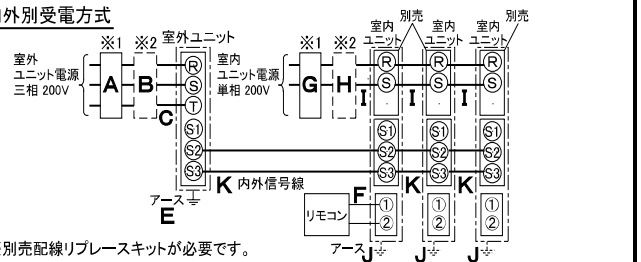 内外別受電方式
※1 ※2 室外ユニット
室外
ユニット電源
三相 200V
A B C
R
S
T
S1
S2
S3
アース
E
※1 ※2
室内
ユニット電源
単相 200V
G H
室内
ユニット
別売
室内
ユニット
室内
ユニット
別売
R R R
S S S
I I I
S1 S1 S1
S2 S2 S2
S3 S3 S3
K 内外信号線 K K
F
リモコン
① ① ①
② ② ②
アース J J J
別売配線リプレースキットが必要です。